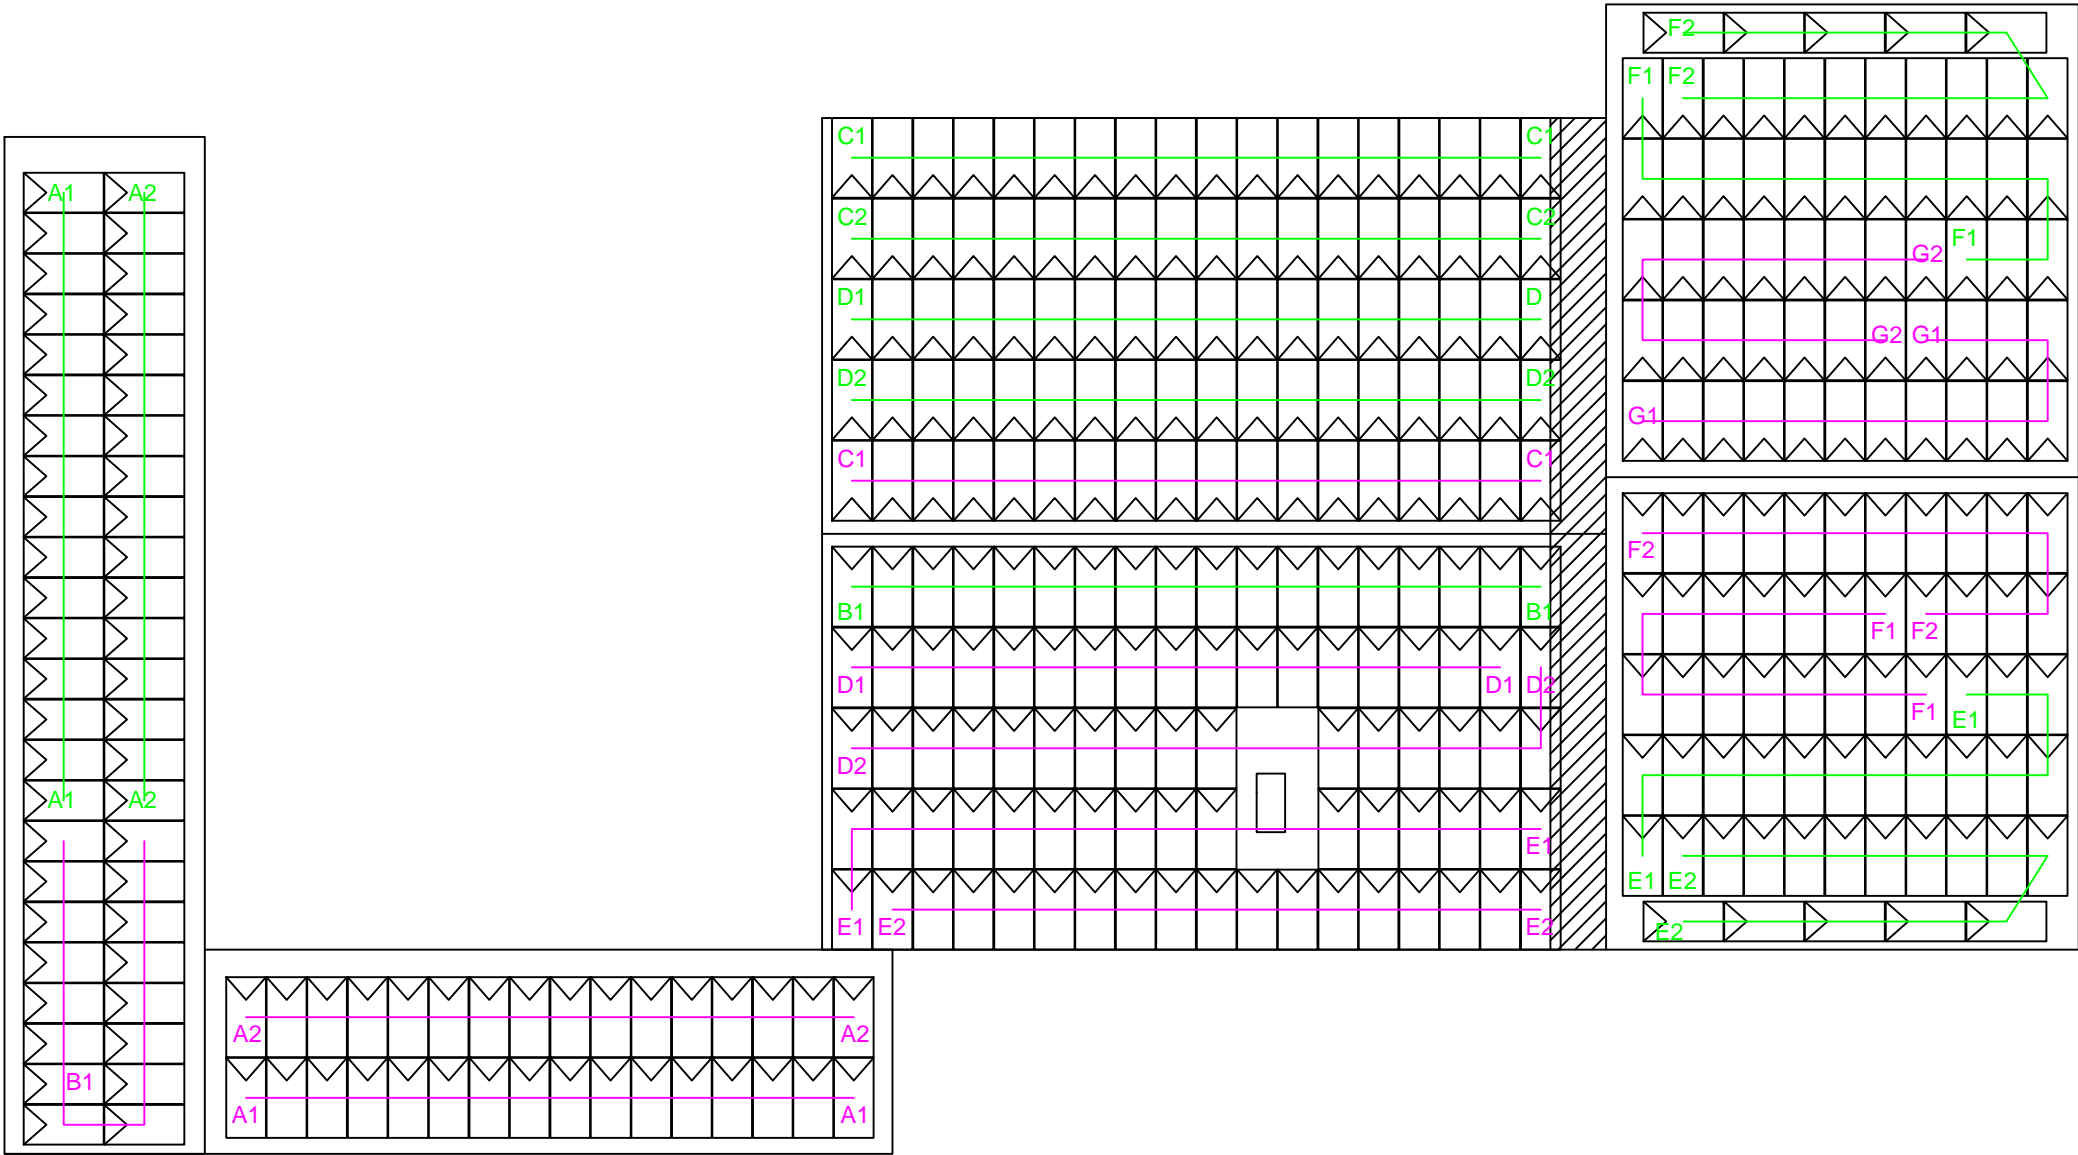 F2
F1 F2
C1 C1
A1 A2
C2 C2
F1
G2
D1 D
G2 G1
D2 D2
G1
C1 C1
F2
B1 B1
F1 F2
D1 D1 D2
F1 E1
D2
A1 A2
E1
E1 E2
E1 E2 E2
E2
A2 A2
B1
A1 A1